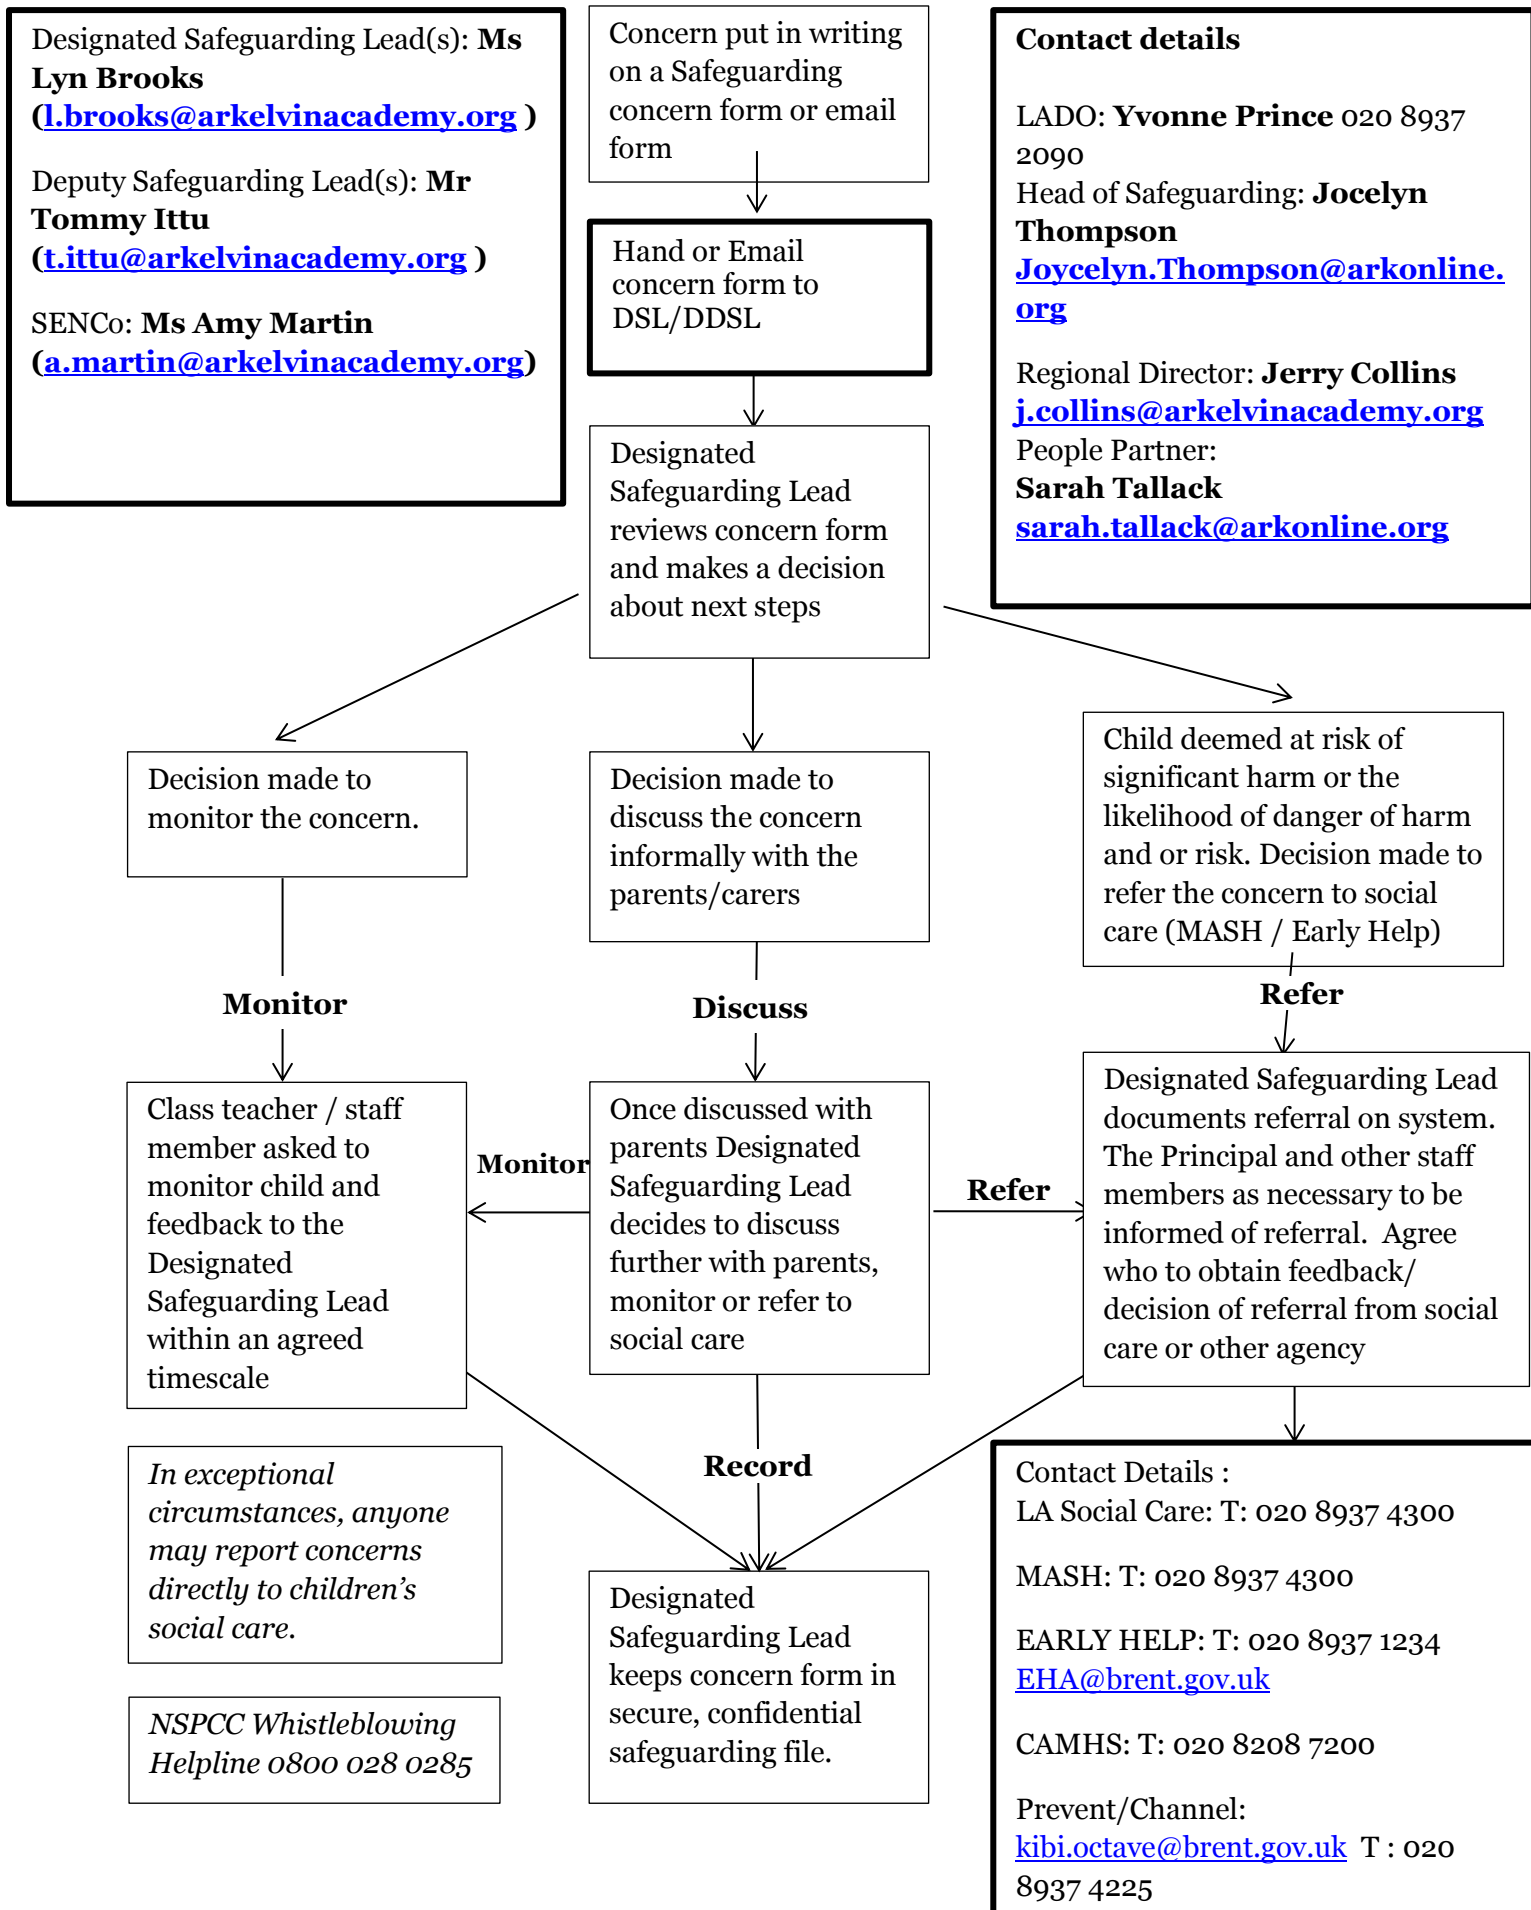 Designated Safeguarding Lead(s): Ms
Lyn Brooks
(l.brooks@arkelvinacademy.org )
Deputy Safeguarding Lead(s): Mr
Tommy Ittu
(t.ittu@arkelvinacademy.org )
SENCo: Ms Amy Martin
(a.martin@arkelvinacademy.org)
Concern put in writing
on a Safeguarding
concern form or email
form
Contact details
LADO: Yvonne Prince 020 8937
2090
Head of Safeguarding: Jocelyn
Thompson
Joycelyn.Thompson@arkonline.
org
Regional Director: Jerry Collins
j.collins@arkelvinacademy.org
People Partner:
Sarah Tallack
sarah.tallack@arkonline.org
Hand or Email
concern form to
DSL/DDSL
Designated
Safeguarding Lead
reviews concern form
and makes a decision
about next steps
Decision made to
monitor the concern.
Decision made to
discuss the concern
informally with the
parents/carers
Child deemed at risk of
significant harm or the
likelihood of danger of harm
and or risk. Decision made to
refer the concern to social
care (MASH / Early Help)
Monitor
Discuss
Refer
Class teacher / staff
member asked to
monitor child and
feedback to the
Designated
Safeguarding Lead
within an agreed
timescale
Monitor
Once discussed with
parents Designated
Safeguarding Lead
decides to discuss
further with parents,
monitor or refer to
social care
Refer
Designated Safeguarding Lead
documents referral on system.
The Principal and other staff
members as necessary to be
informed of referral.  Agree
who to obtain feedback/
decision of referral from social
care or other agency
In exceptional
circumstances, anyone
may report concerns
directly to children’s
social care.
Record
NSPCC Whistleblowing
Helpline 0800 028 0285
Designated
Safeguarding Lead
keeps concern form in
secure, confidential
safeguarding file.
Contact Details :
LA Social Care: T: 020 8937 4300
MASH: T: 020 8937 4300
EARLY HELP: T: 020 8937 1234
EHA@brent.gov.uk
CAMHS: T: 020 8208 7200
Prevent/Channel:
kibi.octave@brent.gov.uk  T : 020
8937 4225